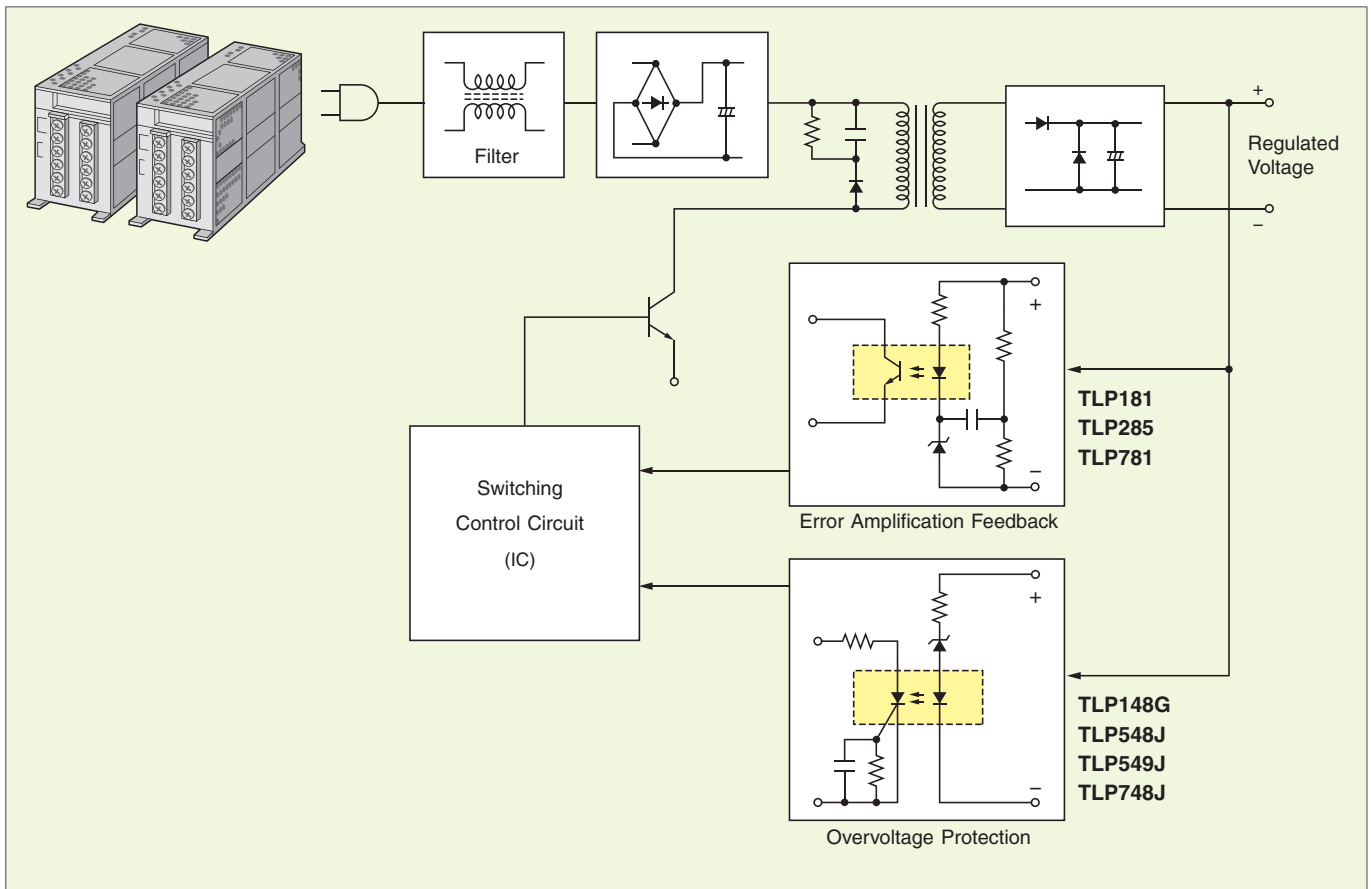 Filter
+
Regulated
Voltage
−
+
TLP181
TLP285
TLP781
−
Switching
Control Circuit
(IC)
Error Amplification Feedback
+
TLP148G
TLP548J
TLP549J
TLP748J
−
Overvoltage Protection